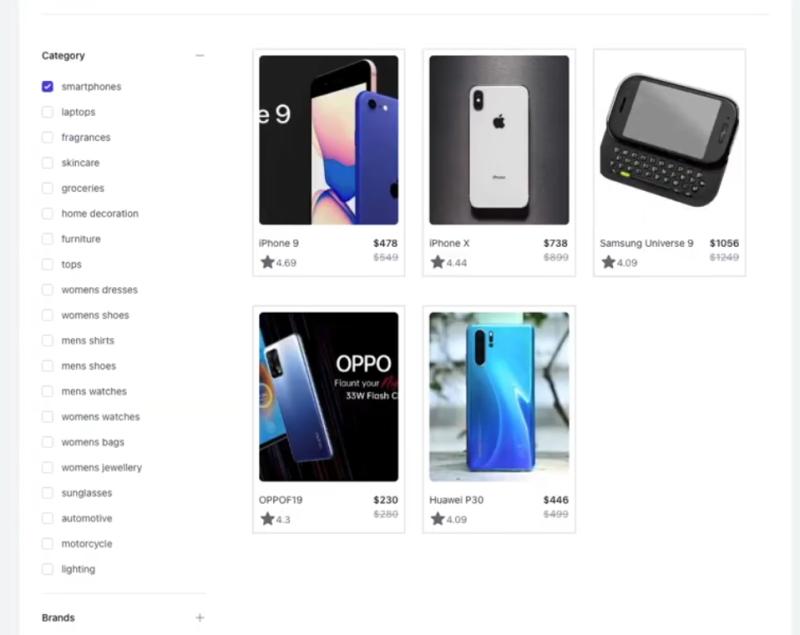 Category
smartphones
laptops
fragrances
skincare
groceries
home decoration
furniture
tops
womens dresses
womens shoes
mens shirts
mens shoes
mens watches
womens watches
womens bags
womens jewellery
sunglasses
automotive
motorcycle
lighting
Brands
e 9
iPhone 9 $478
4.69 $549
iPhone
iPhone X $738
4.44 $899
Samsung Universe 9 $1056
4.09 $1249
OPPO
Flaunt your
33W Flash C
OPPOF19 $230
4.3 $280
Huawei P30 $446
4.09 $499